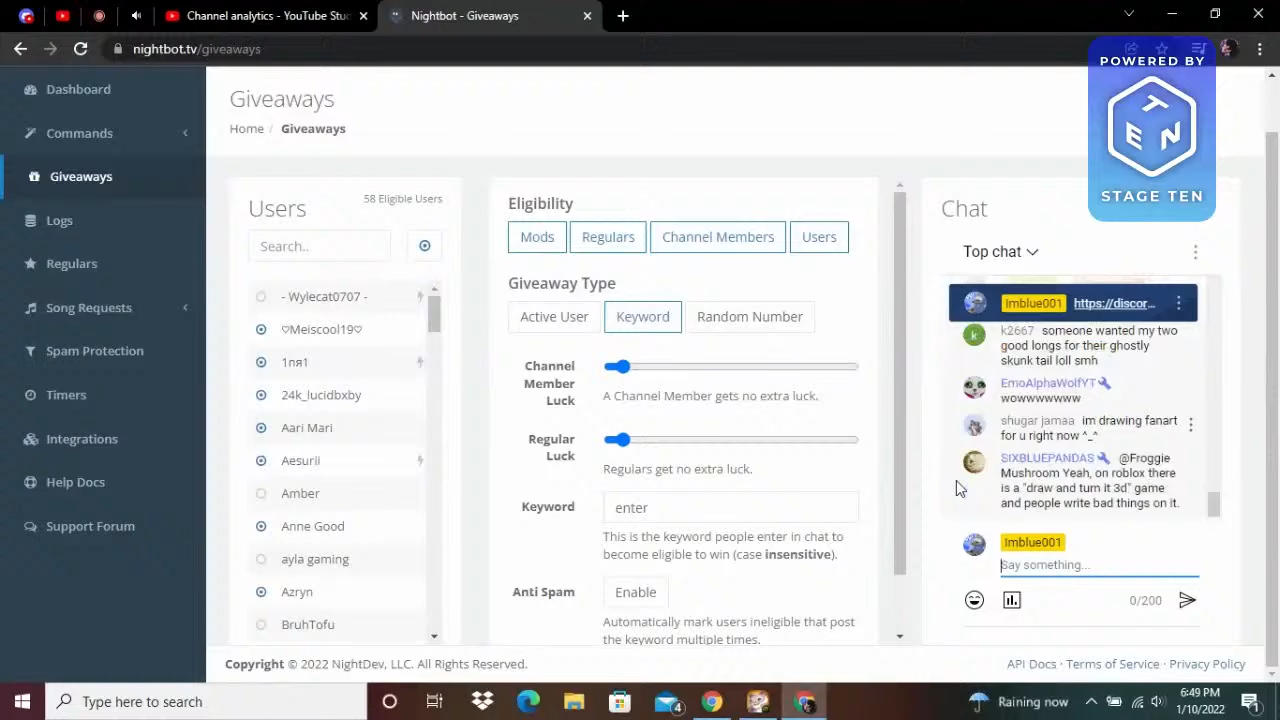 Channel analytics - YouTube Stu
Nightbot - Giveaways
nightbot.tv/giveaways
POWERED BY
TEN
STAGE TEN
Dashboard
Commands
Giveaways
Logs
Regulars
Song Requests
Spam Protection
Timers
Integrations
Help Docs
Support Forum
Giveaways
Home / Giveaways
Users
58 Eligible Users
Search..
- Wylecat0707 -
♡Meiscool19♡
1пя1
24k_lucidbxby
Aari Mari
Aesurii
Amber
Anne Good
ayla gaming
Azryn
BruhTofu
Eligibility
Mods
Regulars
Channel Members
Users
Giveaway Type
Active User
Keyword
Random Number
Channel
Member
Luck
A Channel Member gets no extra luck.
Regular
Luck
Regulars get no extra luck.
Keyword
enter
This is the keyword people enter in chat to
become eligible to win (case insensitive).
Anti Spam
Enable
Automatically mark users ineligible that post
the keyword multiple times.
Chat
Top chat
Imblue001 https://discor...
k2667 someone wanted my two
good longs for their ghostly
skunk tail loll smh
EmoAlphaWolfYT
wowwwwwww
shugar jamaa im drawing fanart
for u right now ^_^
SIXBLUEPANDAS @Froggie
Mushroom Yeah, on roblox there
is a "draw and turn it 3d" game
and people write bad things on it.
Imblue001
Say something...
0/200
Copyright © 2022 NightDev, LLC. All Rights Reserved.
API Docs · Terms of Service · Privacy Policy
Type here to search
4
Raining now
6:49 PM
1/10/2022
1